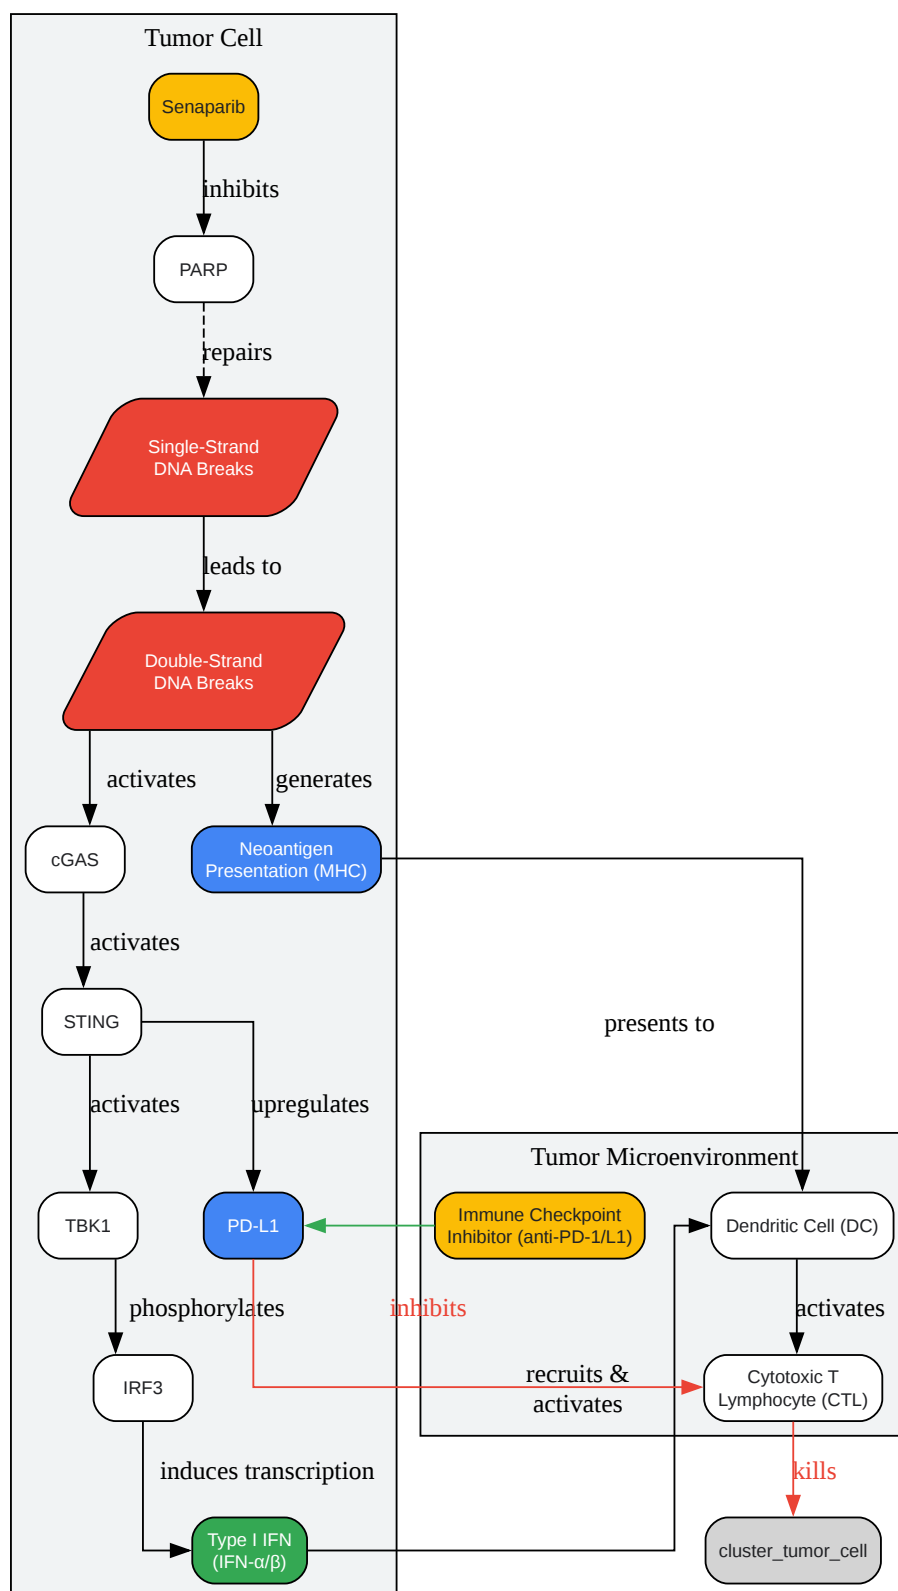 Tumor Cell
Senaparib
inhibits
PARP
repairs
Single-Strand
DNA Breaks
leads to
Double-Strand
DNA Breaks
activates
generates
cGAS
Neoantigen
Presentation (MHC)
activates
STING
presents to
activates
upregulates
Tumor Microenvironment
TBK1
PD-L1
Immune Checkpoint
Inhibitor (anti-PD-1/L1)
Dendritic Cell (DC)
phosphorylates
inhibits
activates
IRF3
recruits &
activates
Cytotoxic T
Lymphocyte (CTL)
induces transcription
kills
Type I IFN
(IFN-α/β)
cluster_tumor_cell